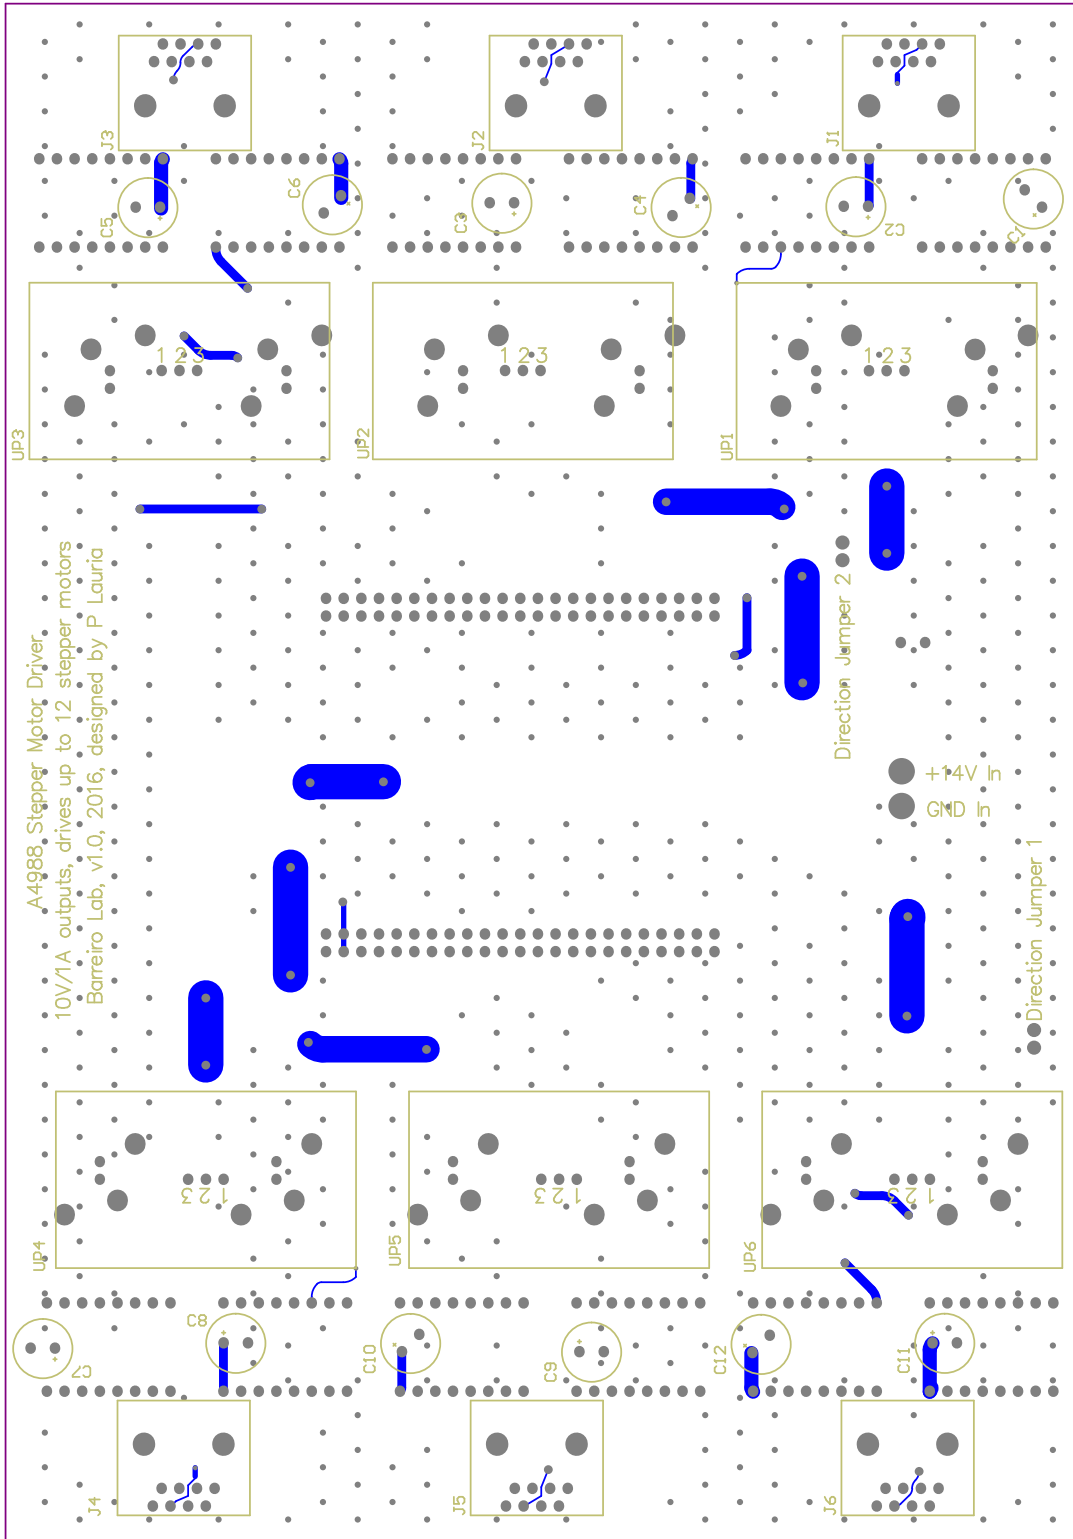 J3
J2
J1
C5
C6
C3
C4
C2
C1
1 2 3
1 2 3
1 2 3
UP3
UP2
UP1
A4988 Stepper Motor Driver
10V/1A outputs, drives up to 12 stepper motors
Barreiro Lab, v1.0, 2016, designed by P Lauria
Direction Jumper 2
+14V In
GND In
Direction Jumper 1
1 2 3
1 2 3
1 2 3
UP4
UP5
UP6
C7
C8
C10
C9
C12
C11
J4
J5
J6